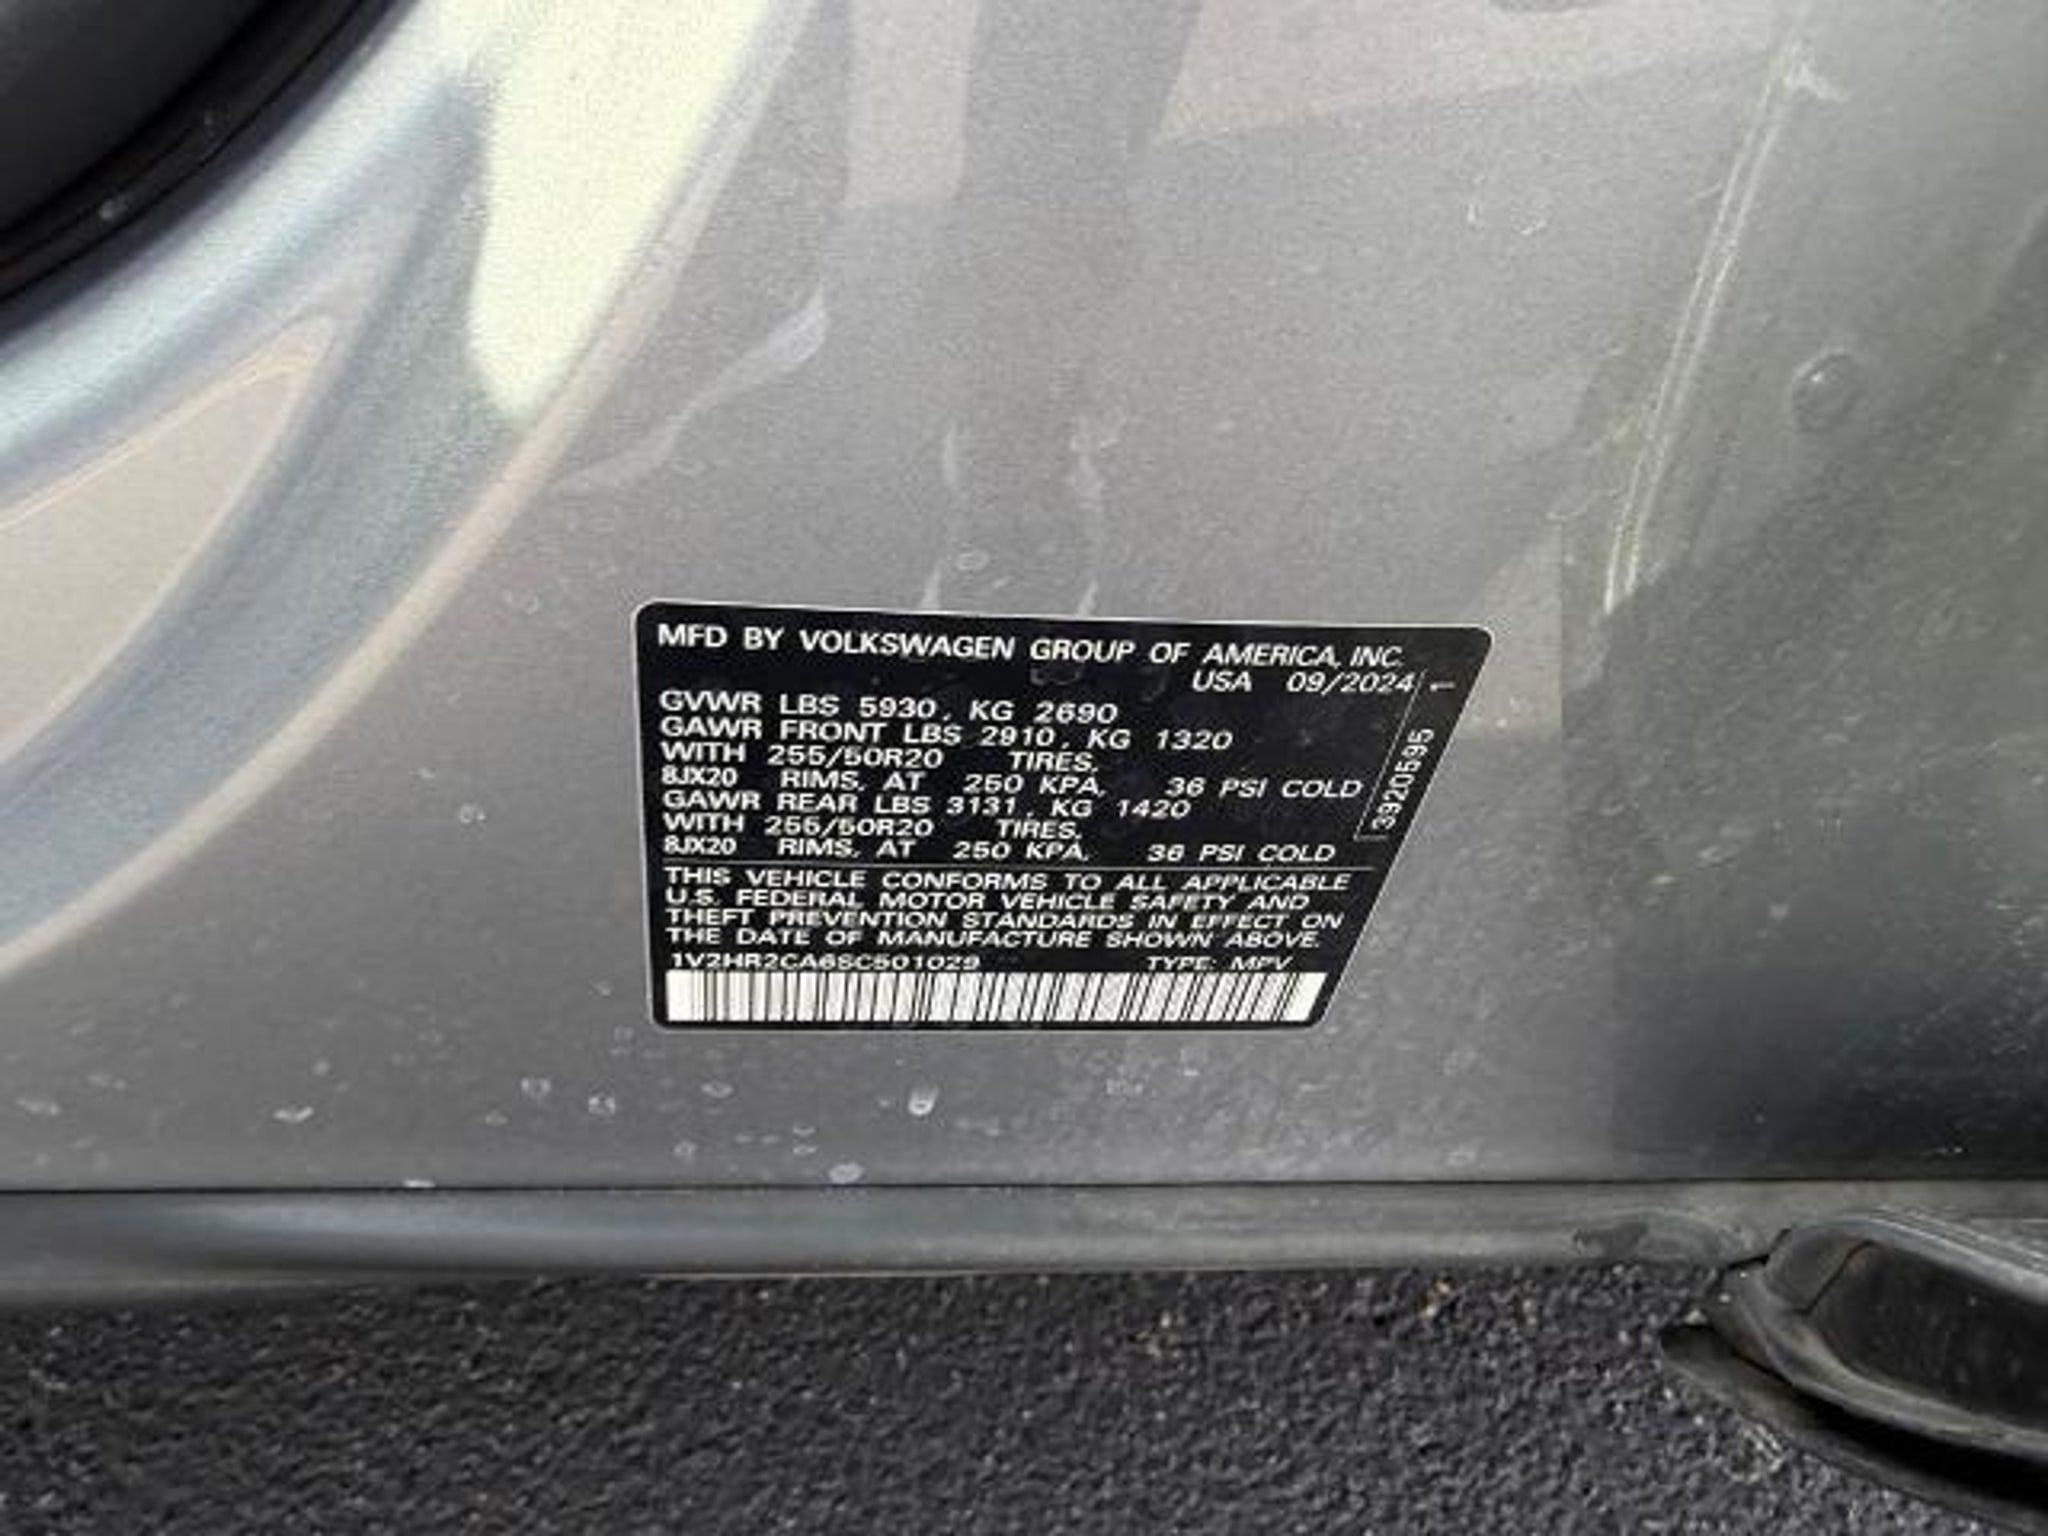 MFD BY VOLKSWAGEN GROUP OF AMERICA, INC.
USA 09/2024
GVWR LBS 5930, KG 2690
GAWR FRONT LBS 2910, KG 1320
WITH 255/50R20 TIRES,
8JX20 RIMS, AT 250 KPA, 36 PSI COLD
GAWR REAR LBS 3131, KG 1420
WITH 255/50R20 TIRES,
8JX20 RIMS, AT 250 KPA, 36 PSI COLD
THIS VEHICLE CONFORMS TO ALL APPLICABLE
U.S. FEDERAL MOTOR VEHICLE SAFETY AND
THEFT PREVENTION STANDARDS IN EFFECT ON
THE DATE OF MANUFACTURE SHOWN ABOVE.
1V2HR2CA6SC501029 TYPE: MPV
3920595